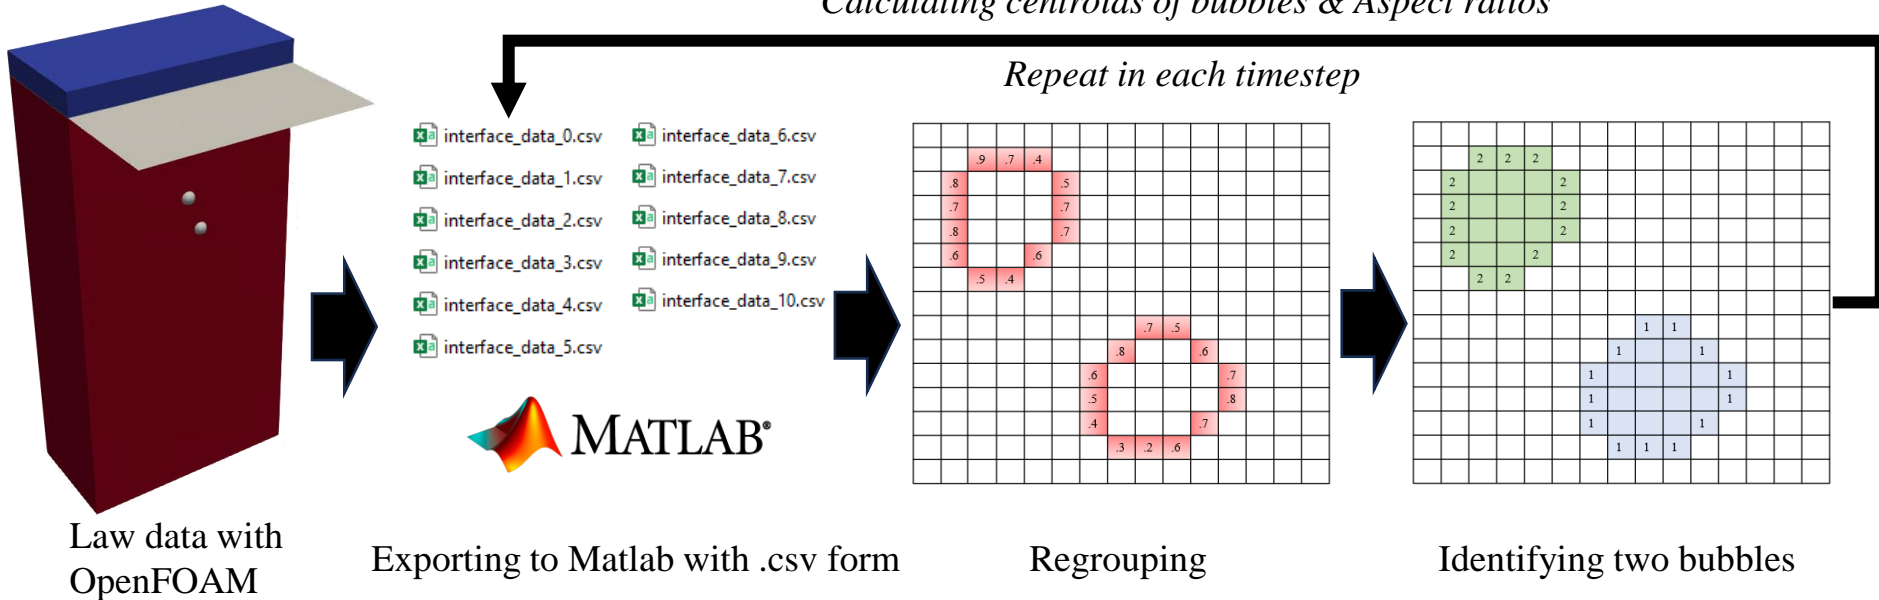 Calculating centroids of bubbles & Aspect ratios
Repeat in each timestep
interface_data_0.csv
interface_data_1.csv
interface_data_2.csv
interface_data_3.csv
interface_data_4.csv
interface_data_5.csv
interface_data_6.csv
interface_data_7.csv
interface_data_8.csv
interface_data_9.csv
interface_data_10.csv
MATLAB®
.9 .7 .4
.8 .5
.7 .7
.8 .7
.6 .6
.5 .4
.7 .5
.8 .6
.6 .7
.5 .8
.4 .7
.3 .2 .6
2 2 2
2 2
2 2
2 2
2 2
2 2
1 1
1 1
1 1
1 1
1 1
1 1 1
Law data with
OpenFOAM
Exporting to Matlab with .csv form
Regrouping
Identifying two bubbles